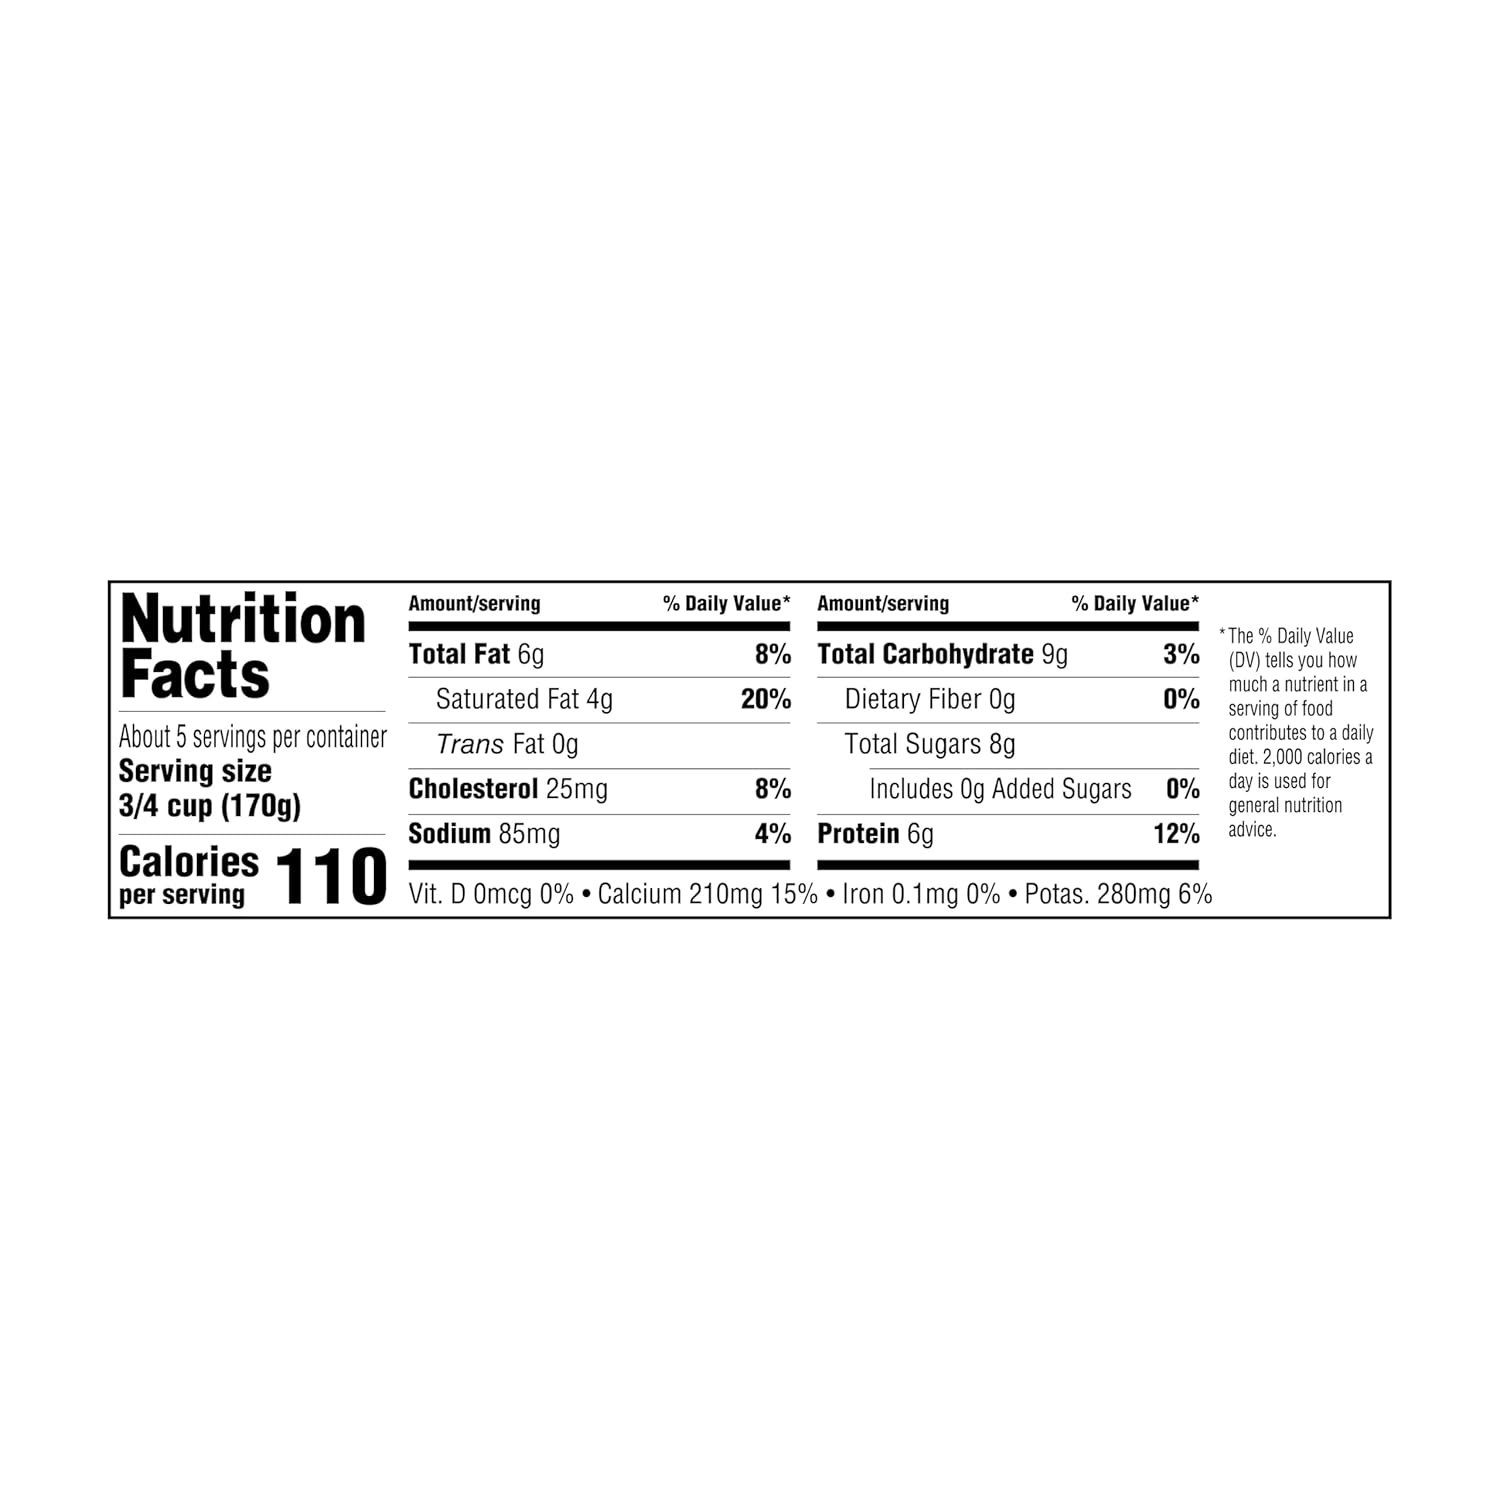 Nutrition
Facts
About 5 servings per container
Serving size
3/4 cup (170g)
Calories
per serving
110
Amount/serving % Daily Value*
Total Fat 6g 8%
Saturated Fat 4g 20%
Trans Fat 0g
Cholesterol 25mg 8%
Sodium 85mg 4%
Amount/serving % Daily Value*
Total Carbohydrate 9g 3%
Dietary Fiber 0g 0%
Total Sugars 8g
Includes 0g Added Sugars 0%
Protein 6g 12%
Vit. D 0mcg 0% • Calcium 210mg 15% • Iron 0.1mg 0% • Potas. 280mg 6%
* The % Daily Value
(DV) tells you how
much a nutrient in a
serving of food
contributes to a daily
diet. 2,000 calories a
day is used for
general nutrition
advice.